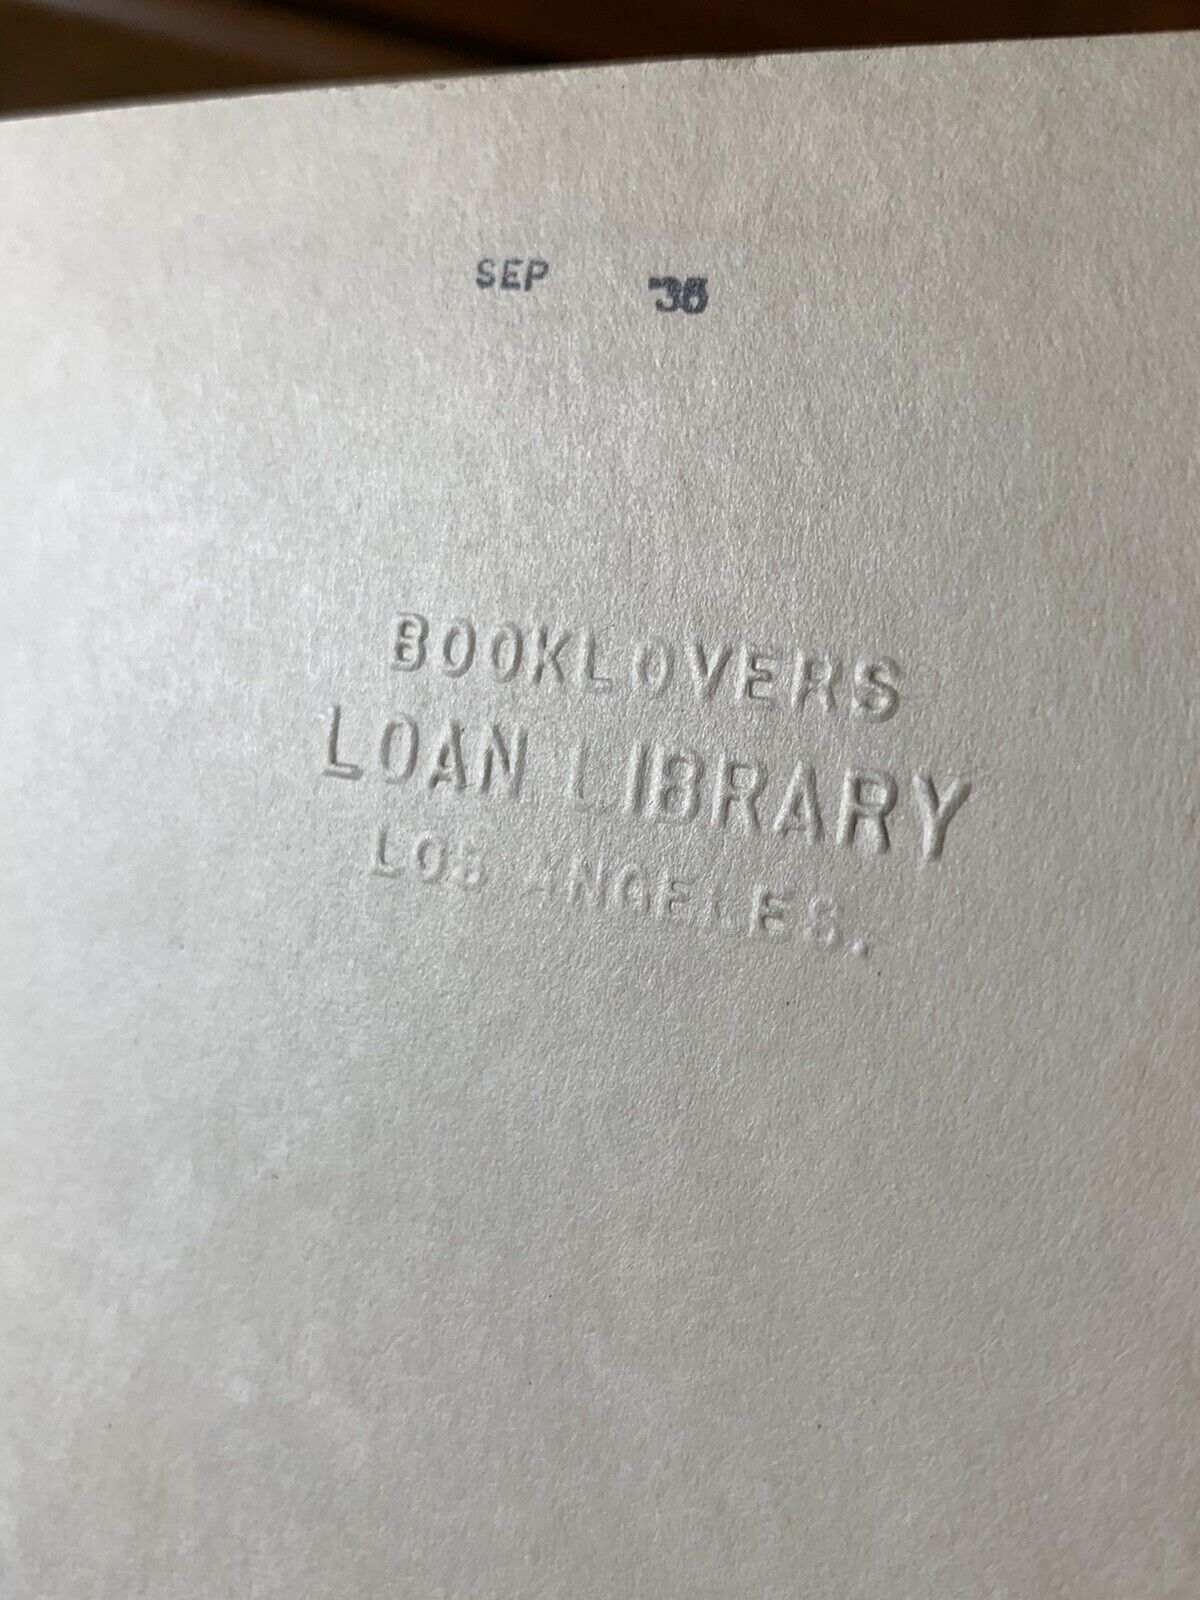 SEP
BOOKLOVERS
LOAN LIBRARY
LOS ANGELES.